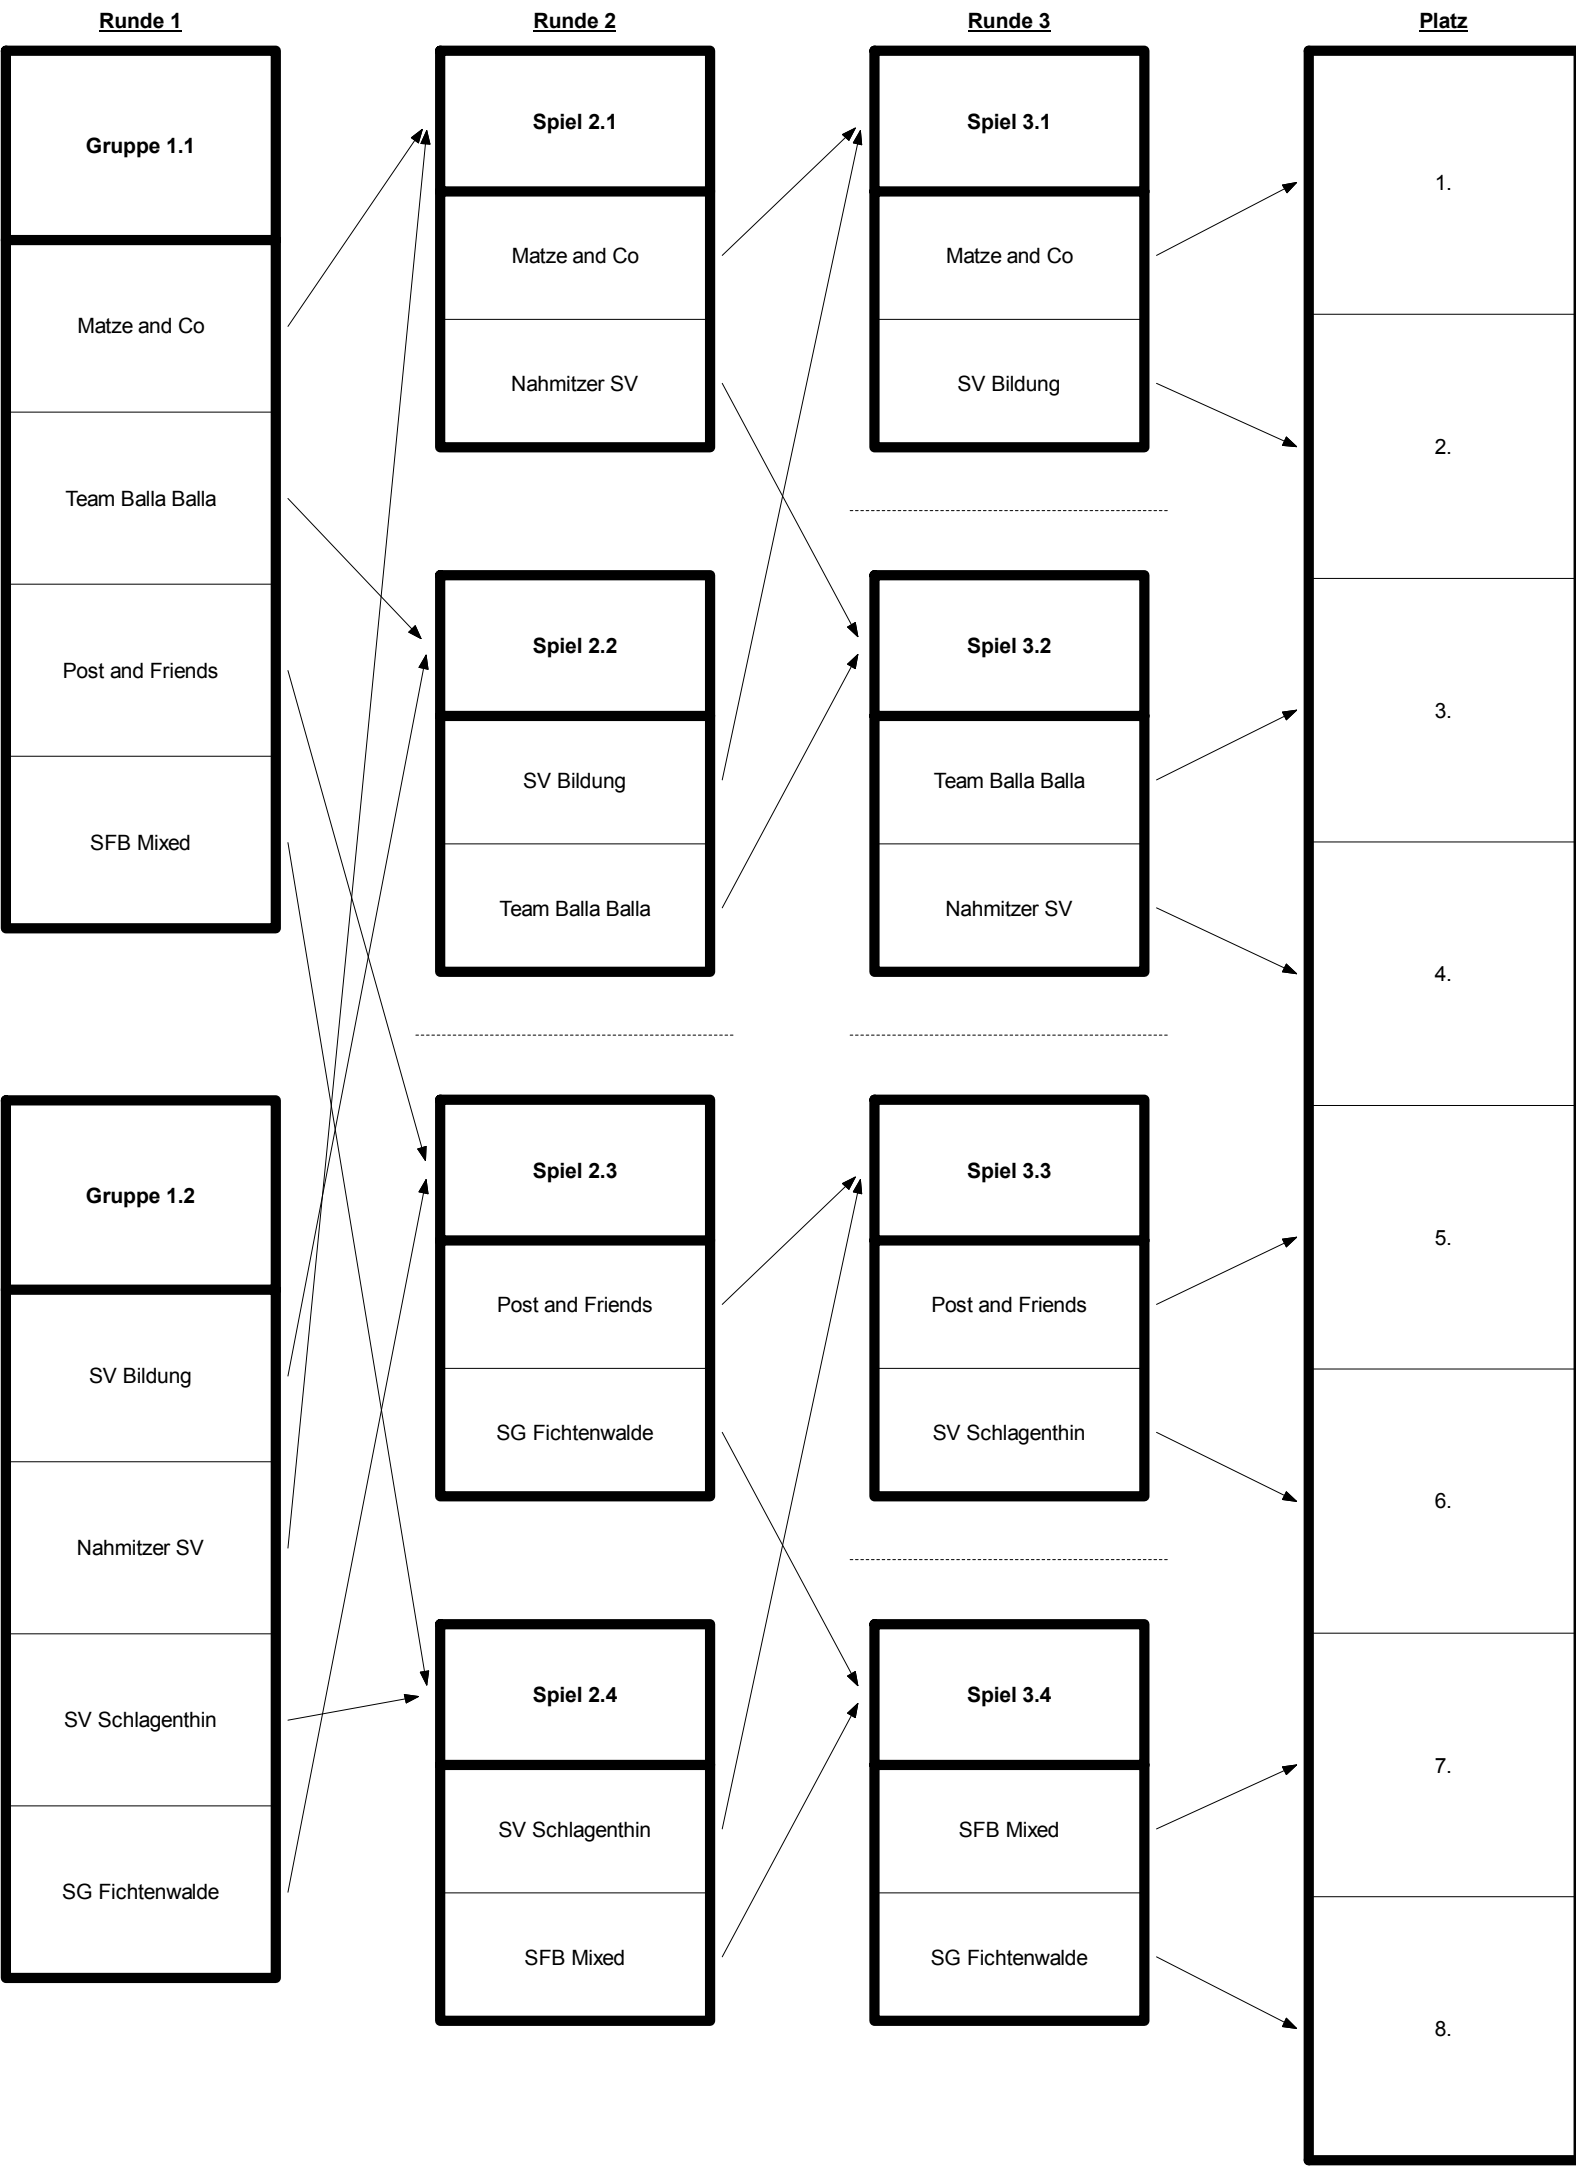 Runde 1
Runde 2
Runde 3
Platz
Gruppe 1.1
Matze and Co
Team Balla Balla
Post and Friends
SFB Mixed
Gruppe 1.2
SV Bildung
Nahmitzer SV
SV Schlagenthin
SG Fichtenwalde
Spiel 2.1
Matze and Co
Nahmitzer SV
Spiel 2.2
SV Bildung
Team Balla Balla
Spiel 2.3
Post and Friends
SG Fichtenwalde
Spiel 2.4
SV Schlagenthin
SFB Mixed
Spiel 3.1
Matze and Co
SV Bildung
Spiel 3.2
Team Balla Balla
Nahmitzer SV
Spiel 3.3
Post and Friends
SV Schlagenthin
Spiel 3.4
SFB Mixed
SG Fichtenwalde
1.
2.
3.
4.
5.
6.
7.
8.